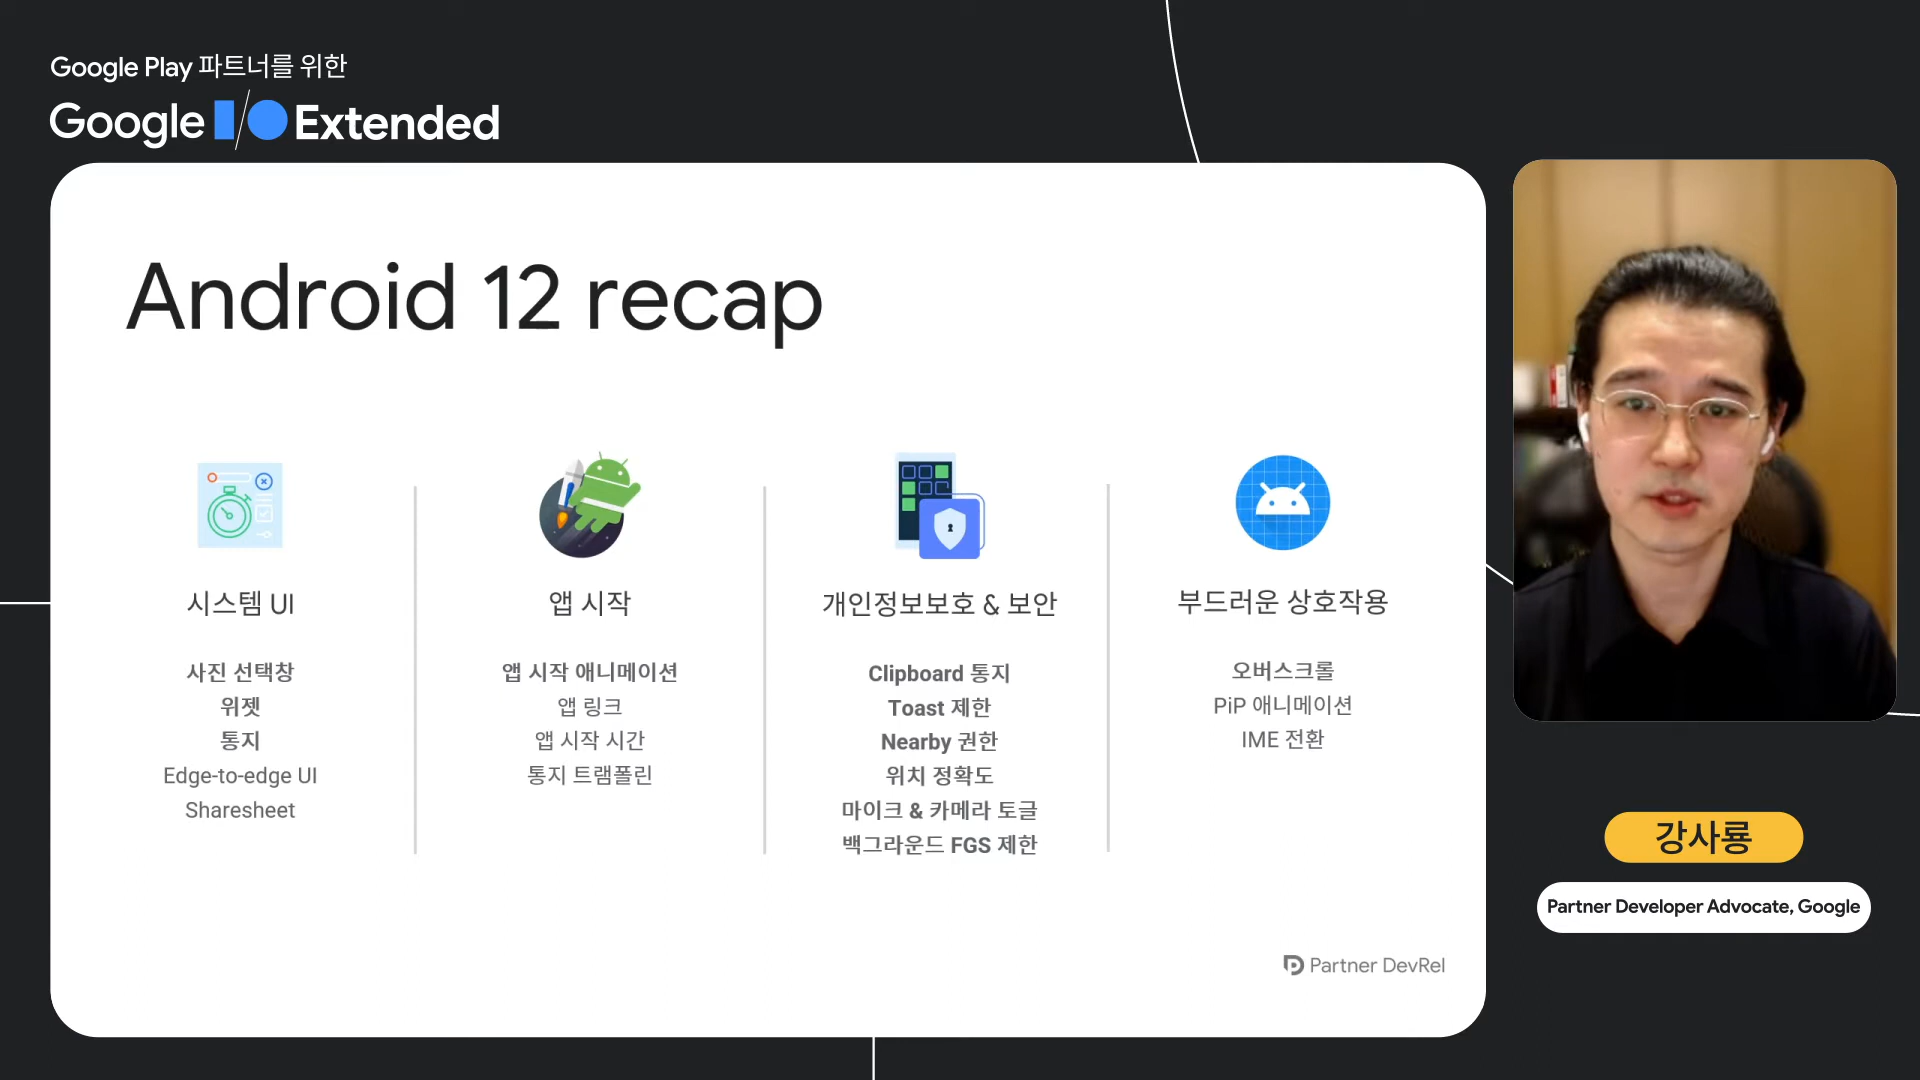 Google Play 파트너를 위한
Google I/O Extended
Android 12 recap
시스템 UI
사진 선택창
위젯
통지
Edge-to-edge UI
Sharesheet
앱 시작
앱 시작 애니메이션
앱 링크
앱 시작 시간
통지 트램폴린
개인정보보호 & 보안
Clipboard 통지
Toast 제한
Nearby 권한
위치 정확도
마이크 & 카메라 토글
백그라운드 FGS 제한
부드러운 상호작용
오버스크롤
PiP 애니메이션
IME 전환
Partner DevRel
강사룡
Partner Developer Advocate, Google